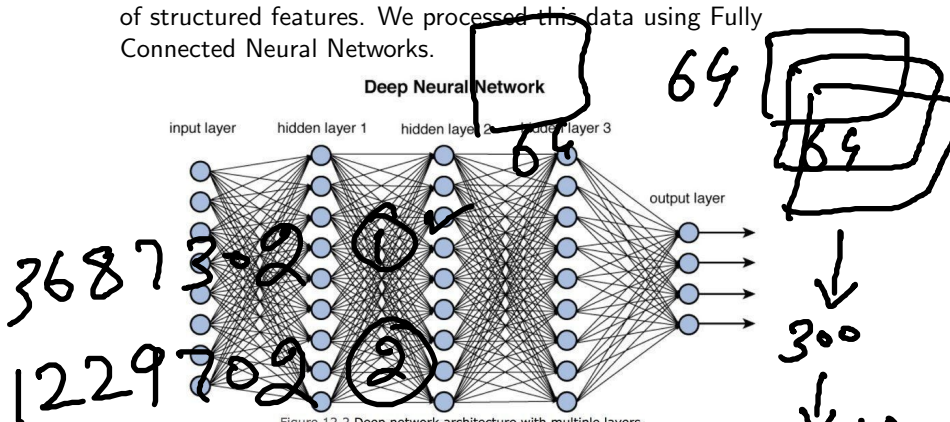 of structured features. We processed this data using Fully
Connected Neural Networks.
Deep Neural Network
input layer hidden layer 1 hidden layer 2 hidden layer 3
output layer
64
64
64
3687302 1
1229702 2
300
Figure 12.2 Deep network architecture with multiple layers.